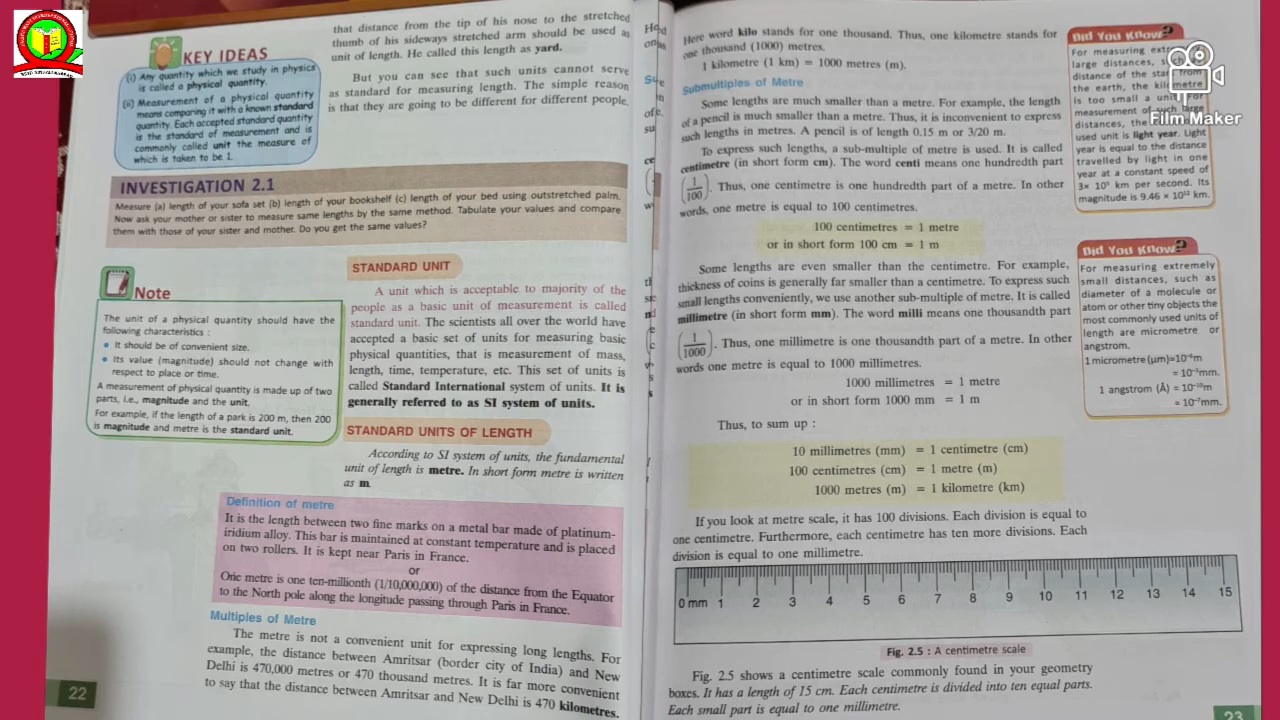 KEY IDEAS
(i) Any quantity which we study in physics
is called a physical quantity.
(ii) Measurement of a physical quantity
means comparing it with a known standard
quantity. Each accepted standard quantity
is the standard of measurement and is
commonly called unit the measure of
which is taken to be 1.
that distance from the tip of his nose to the stretched
thumb of his sideways stretched arm should be used as
unit of length. He called this length as yard.
But you can see that such units cannot serve
as standard for measuring length. The simple reason
is that they are going to be different for different people.
INVESTIGATION 2.1
Measure (a) length of your sofa set (b) length of your bookshelf (c) length of your bed using outstretched palm.
Now ask your mother or sister to measure same lengths by the same method. Tabulate your values and compare
them with those of your sister and mother. Do you get the same values?
Note
The unit of a physical quantity should have the
following characteristics :
• It should be of convenient size.
• Its value (magnitude) should not change with
respect to place or time.
A measurement of physical quantity is made up of two
parts, i.e., magnitude and the unit.
For example, if the length of a park is 200 m, then 200
is magnitude and metre is the standard unit.
STANDARD UNIT
A unit which is acceptable to majority of the
people as a basic unit of measurement is called
standard unit. The scientists all over the world have
accepted a basic set of units for measuring basic
physical quantities, that is measurement of mass,
length, time, temperature, etc. This set of units is
called Standard International system of units. It is
generally referred to as SI system of units.
STANDARD UNITS OF LENGTH
According to SI system of units, the fundamental
unit of length is metre. In short form metre is written
as m.
Definition of metre
It is the length between two fine marks on a metal bar made of platinum-
iridium alloy. This bar is maintained at constant temperature and is placed
on two rollers. It is kept near Paris in France.
or
One metre is one ten-millionth (1/10,000,000) of the distance from the Equator
to the North pole along the longitude passing through Paris in France.
Multiples of Metre
The metre is not a convenient unit for expressing long lengths. For
example, the distance between Amritsar (border city of India) and New
Delhi is 470,000 metres or 470 thousand metres. It is far more convenient
to say that the distance between Amritsar and New Delhi is 470 kilometres.
22
Here word kilo stands for one thousand. Thus, one kilometre stands for
one thousand (1000) metres.
1 kilometre (1 km) = 1000 metres (m).
Submultiples of Metre
Some lengths are much smaller than a metre. For example, the length
of a pencil is much smaller than a metre. Thus, it is inconvenient to express
such lengths in metres. A pencil is of length 0.15 m or 3/20 m.
To express such lengths, a sub-multiple of metre is used. It is called
centimetre (in short form cm). The word centi means one hundredth part
(1/100). Thus, one centimetre is one hundredth part of a metre. In other
words, one metre is equal to 100 centimetres.
100 centimetres = 1 metre
or in short form 100 cm = 1 m
Some lengths are even smaller than the centimetre. For example,
thickness of coins is generally far smaller than a centimetre. To express such
small lengths conveniently, we use another sub-multiple of metre. It is called
millimetre (in short form mm). The word milli means one thousandth part
(1/1000). Thus, one millimetre is one thousandth part of a metre. In other
words one metre is equal to 1000 millimetres.
1000 millimetres = 1 metre
or in short form 1000 mm = 1 m
Thus, to sum up :
10 millimetres (mm) = 1 centimetre (cm)
100 centimetres (cm) = 1 metre (m)
1000 metres (m) = 1 kilometre (km)
If you look at metre scale, it has 100 divisions. Each division is equal to
one centimetre. Furthermore, each centimetre has ten more divisions. Each
division is equal to one millimetre.
0 mm 1 2 3 4 5 6 7 8 9 10 11 12 13 14 15
Fig. 2.5 : A centimetre scale
Fig. 2.5 shows a centimetre scale commonly found in your geometry
boxes. It has a length of 15 cm. Each centimetre is divided into ten equal parts.
Each small part is equal to one millimetre.
23
Did You Know?
For measuring
large distances,
distance of the from
the earth, the kilometre
is too small a unit. For
measurement of such large
distances, the
used unit is light year. Light
year is equal to the distance
travelled by light in one
year at a constant speed of
3× 10⁵ km per second. Its
magnitude is 9.46 × 10¹² km.
Film Maker
Did You Know?
For measuring extremely
small distances, such as
diameter of a molecule or
atom or other tiny objects the
most commonly used units of
length are micrometre or
angstrom.
1 micrometre (µm)=10⁻⁶m
= 10⁻³mm.
1 angstrom (Å) = 10⁻¹⁰m
= 10⁻⁷mm.